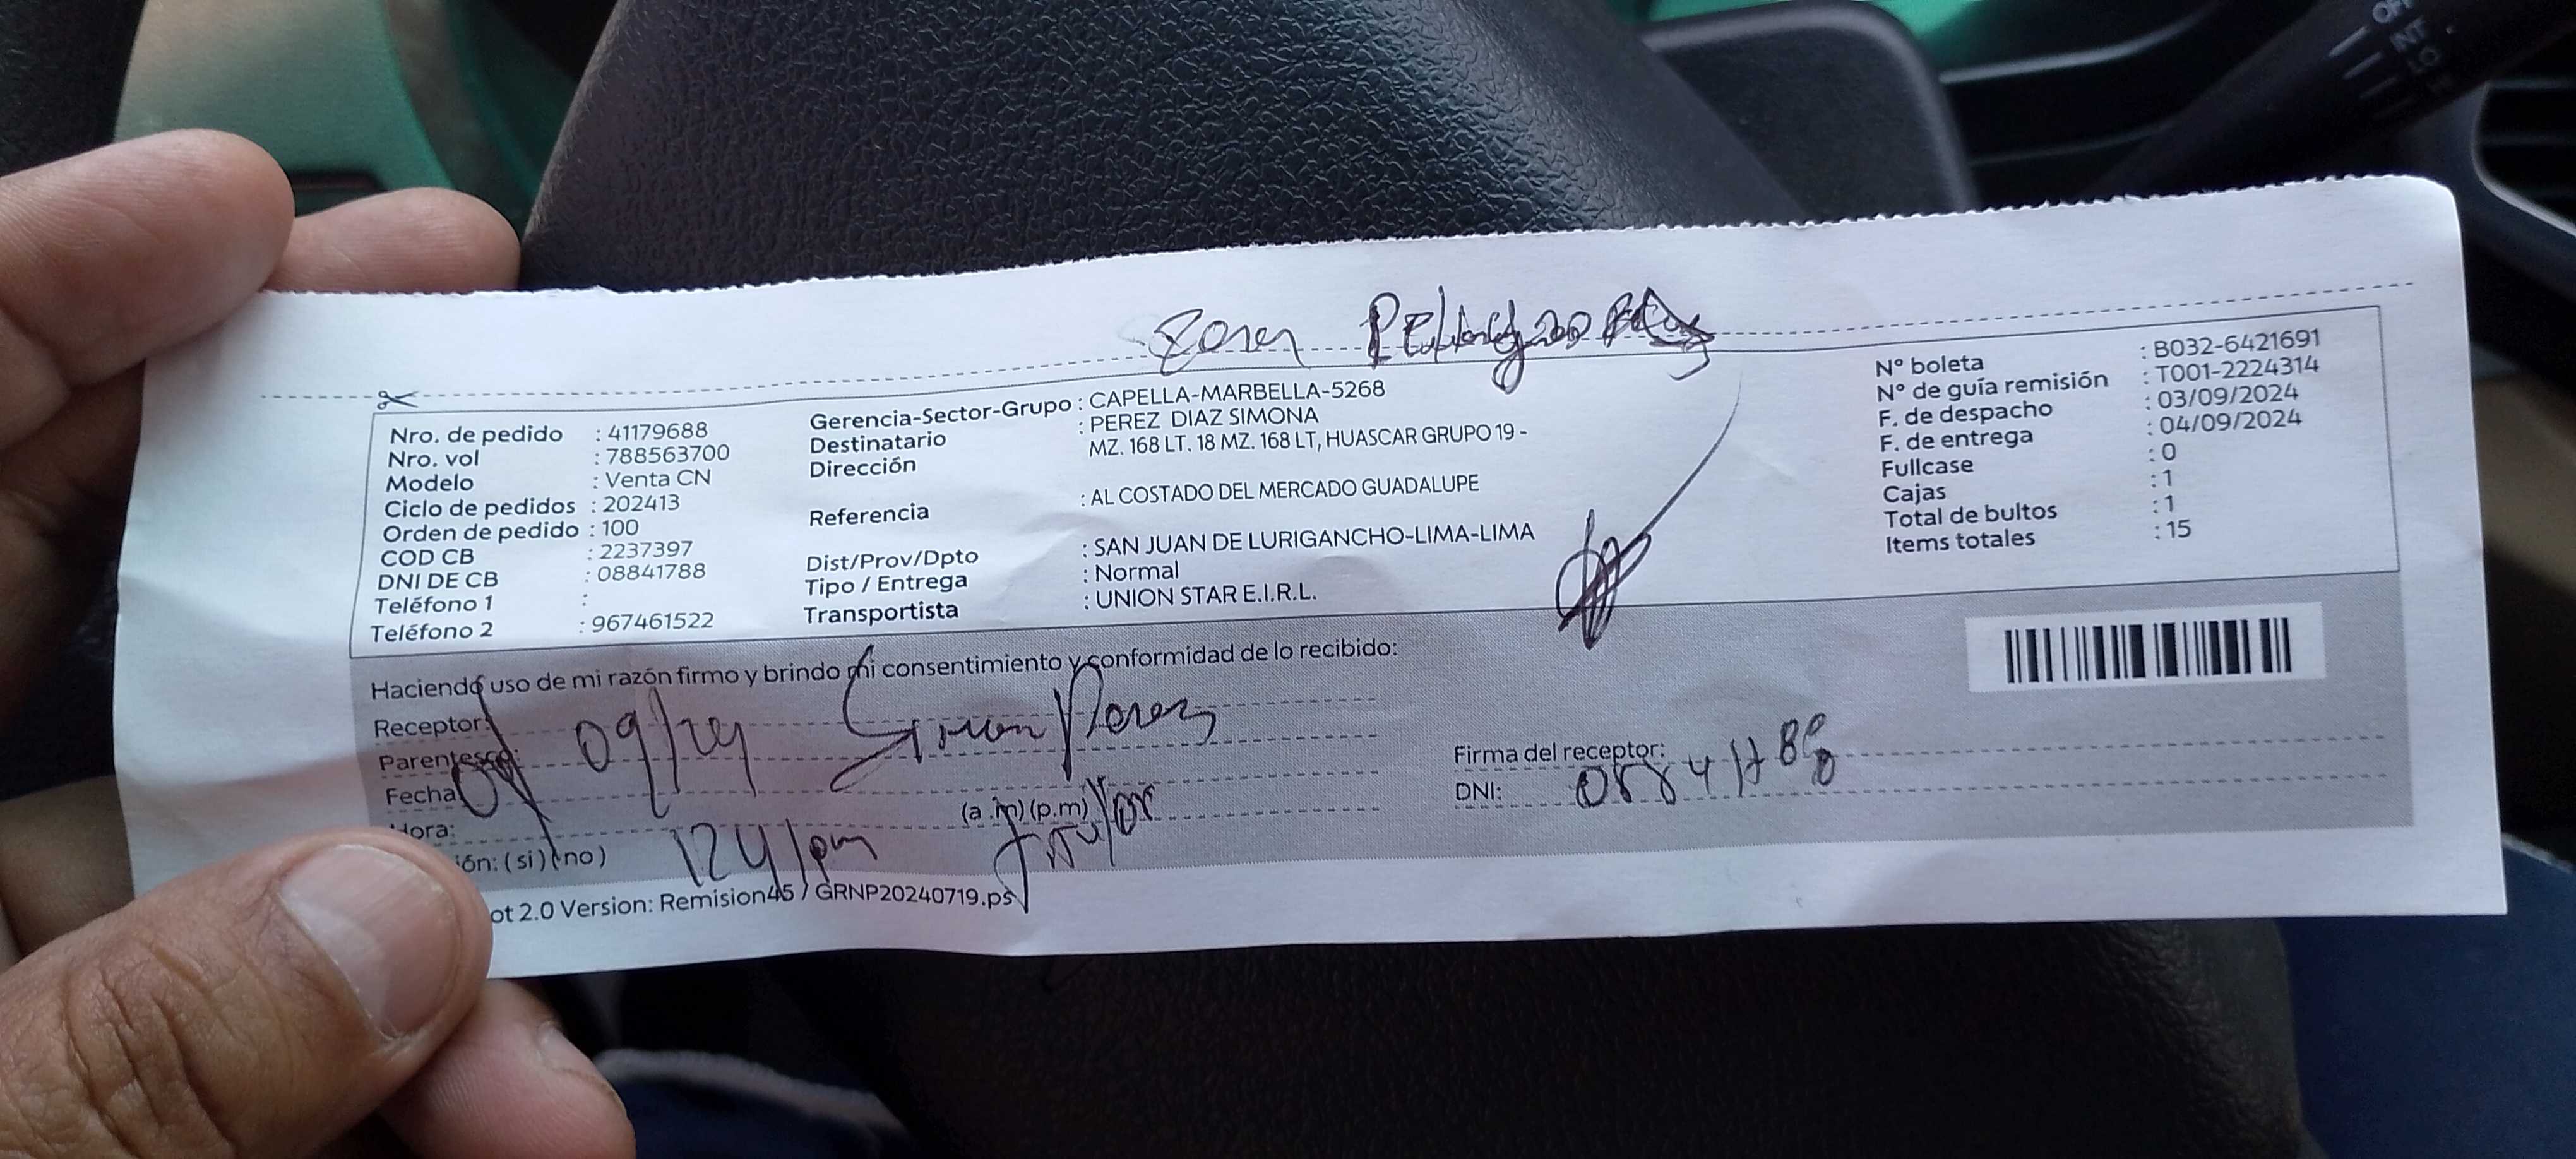 Nro. de pedido : 41179688
Nro. vol : 788563700
Modelo : Venta CN
Ciclo de pedidos : 202413
Orden de pedido : 100
COD CB : 2237397
DNI DE CB : 08841788
Teléfono 1 :
Teléfono 2 : 967461522
Gerencia-Sector-Grupo : CAPELLA-MARBELLA-5268
Destinatario : PEREZ DIAZ SIMONA
Dirección MZ. 168 LT. 18 MZ. 168 LT, HUASCAR GRUPO 19 -
Referencia : AL COSTADO DEL MERCADO GUADALUPE
Dist/Prov/Dpto : SAN JUAN DE LURIGANCHO-LIMA-LIMA
Tipo / Entrega : Normal
Transportista : UNION STAR E.I.R.L.
Nº boleta : B032-6421691
Nº de guía remisión : T001-2224314
F. de despacho : 03/09/2024
F. de entrega : 04/09/2024
Fullcase : 0
Cajas : 1
Total de bultos : 1
Items totales : 15
Haciendo uso de mi razón firmo y brindo mi consentimiento y conformidad de lo recibido:
Receptor:
Parentesco:
Fecha
Hora: (a.m) (p.m)
ión: (si) (no)
Firma del receptor:
DNI: 08841788
ot 2.0 Version: Remision45 / GRNP20240719.ps